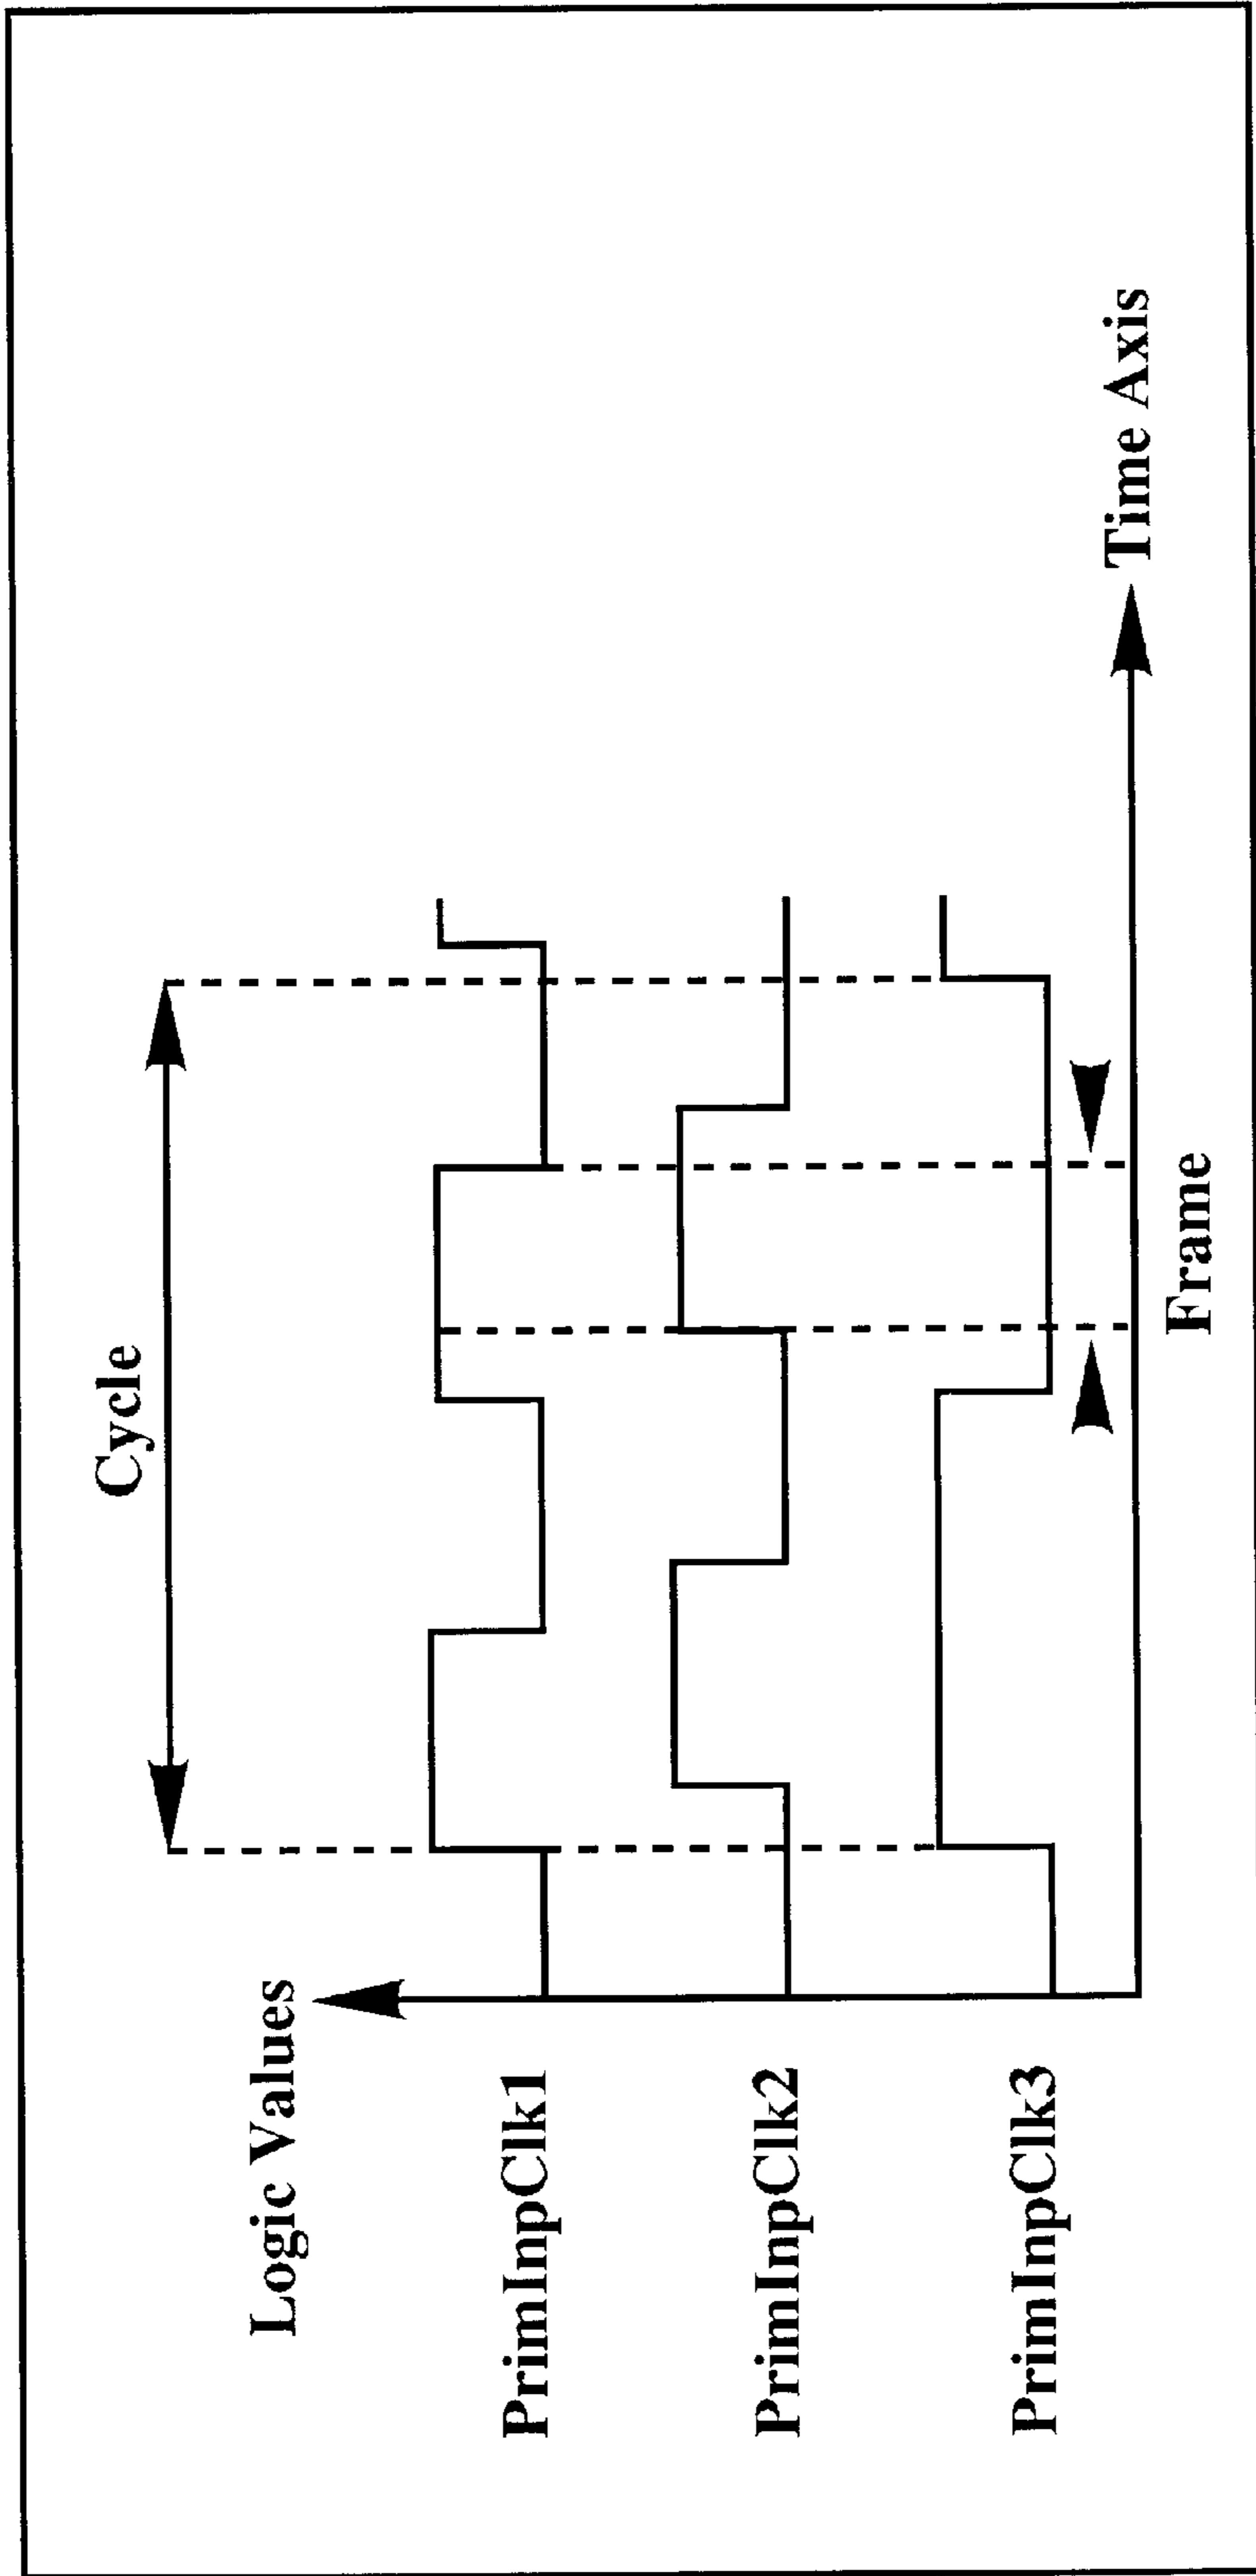 Cycle
Logic Values
PrimInpClk1
PrimInpClk2
PrimInpClk3
Time Axis
Frame